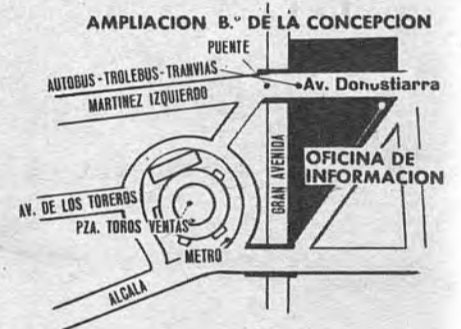 AMPLIACION B.º DE LA CONCEPCION
PUENTE
AUTOBUS - TROLEBUS - TRANVIAS
Av. Donostiarra
MARTINEZ IZQUIERDO
GRAN AVENIDA
OFICINA DE
INFORMACION
AV. DE LOS TOREROS
PZA. TOROS VENTAS
METRO
ALCALA